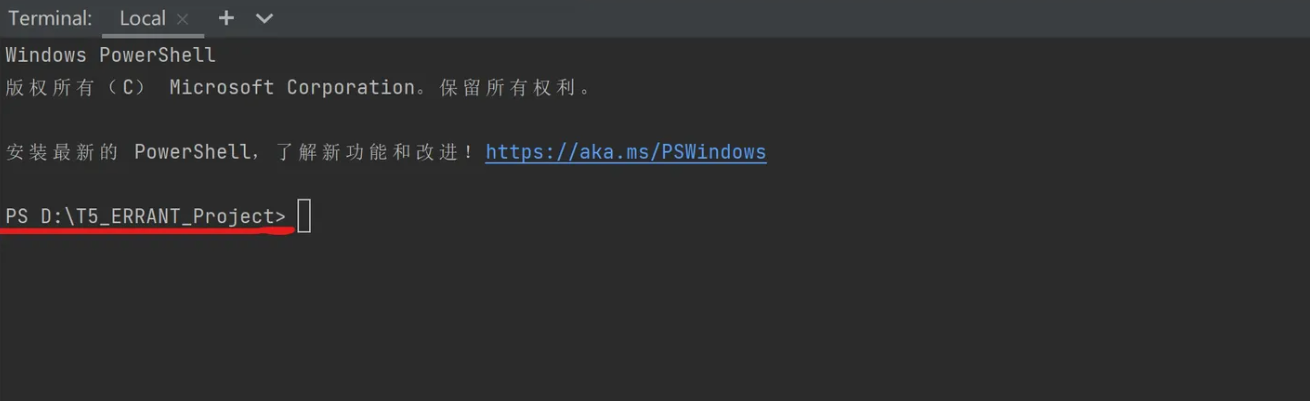 Terminal: Local × + 
Windows PowerShell
版权所有（C） Microsoft Corporation。保留所有权利。
安装最新的 PowerShell，了解新功能和改进！https://aka.ms/PSWindows
PS D:\T5_ERRANT_Project>